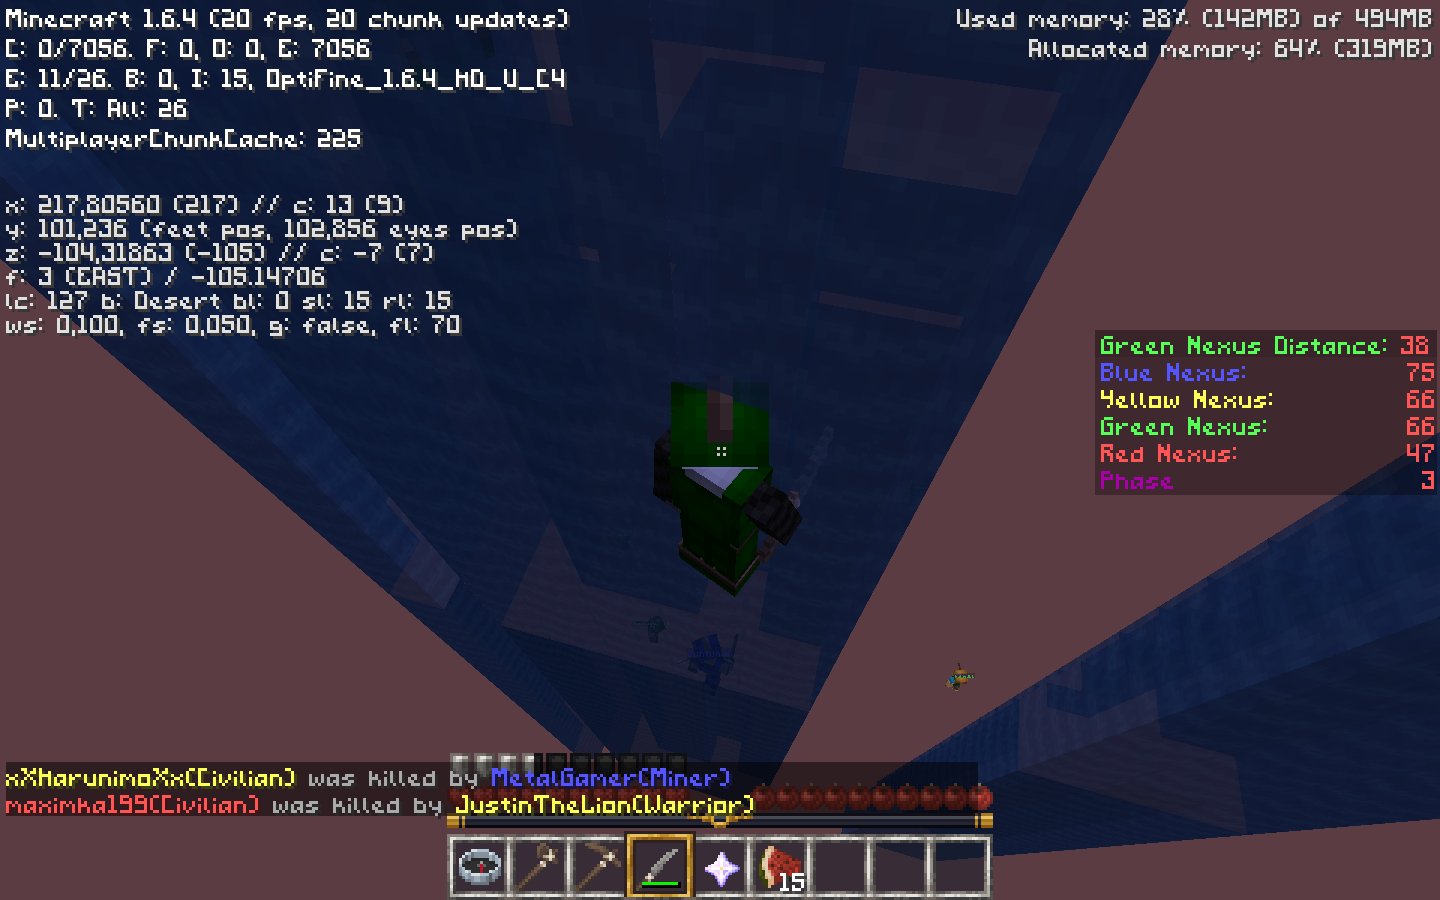 Minecraft 1.6.4 (20 fps, 20 chunk updates)
C: 0/7056. F: 0, O: 0, E: 7056
E: 11/26. B: 0, I: 15, OptiFine_1.6.4_HD_U_C4
P: 0. T: All: 26
MultiplayerChunkCache: 225
x: 217,80560 (217) // c: 13 (9)
y: 101,236 (feet pos, 102,856 eyes pos)
z: -104,31863 (-105) // c: -7 (7)
f: 3 (EAST) / -105.14706
lc: 127 b: Desert bl: 0 sl: 15 rl: 15
ws: 0,100, fs: 0,050, g: false, fl: 70
Used memory: 28% (142MB) of 494MB
Allocated memory: 64% (319MB)
Green Nexus Distance: 38
Blue Nexus: 75
Yellow Nexus: 66
Green Nexus: 66
Red Nexus: 47
Phase 3
xXHarunimoXx(Civilian) was killed by MetalGamer(Miner)
maximka199(Civilian) was killed by JustinTheLion(Warrior)
15